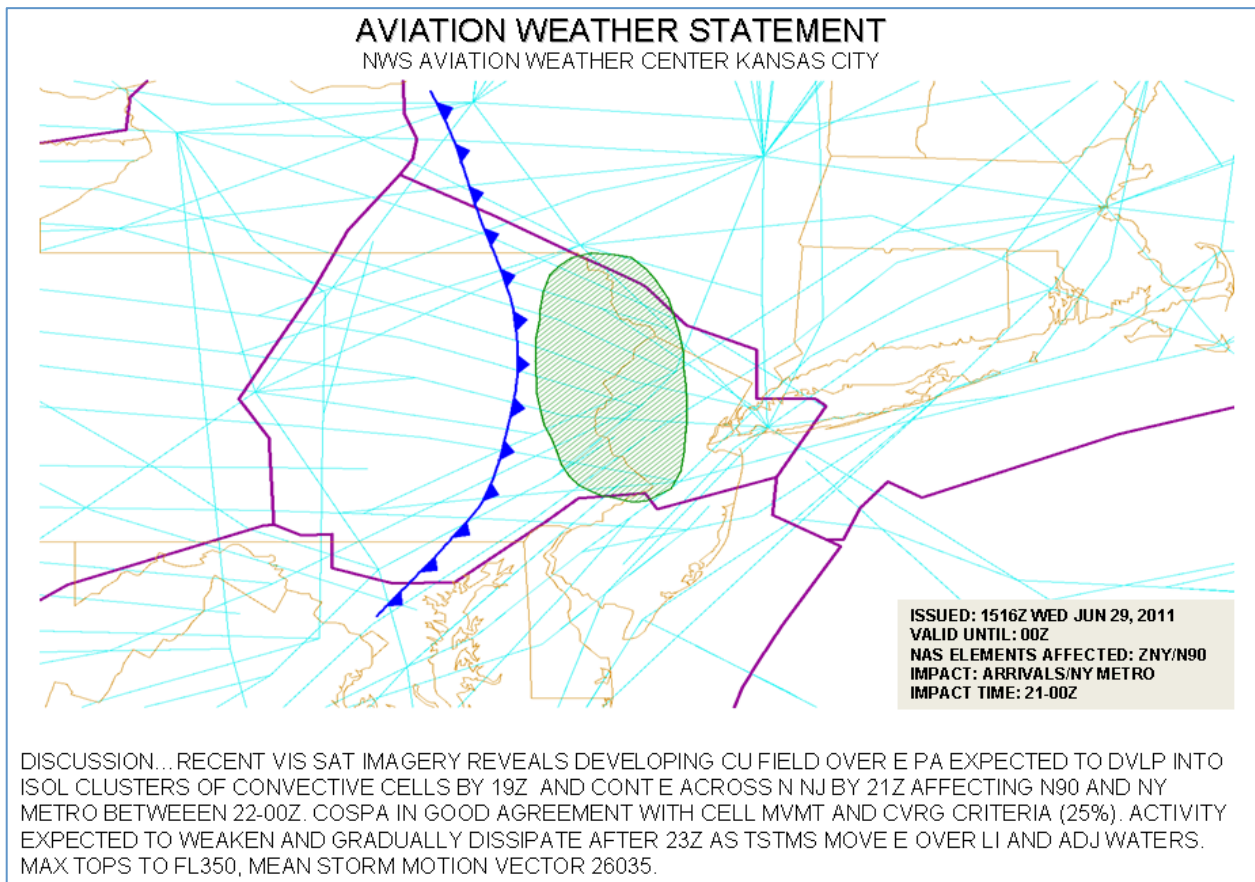 AVIATION WEATHER STATEMENT
NWS AVIATION WEATHER CENTER KANSAS CITY
ISSUED: 1516Z WED JUN 29, 2011
VALID UNTIL: 00Z
NAS ELEMENTS AFFECTED: ZNY/N90
IMPACT: ARRIVALS/NY METRO
IMPACT TIME: 21-00Z
DISCUSSION...RECENT VIS SAT IMAGERY REVEALS DEVELOPING CU FIELD OVER E PA EXPECTED TO DVLP INTO
ISOL CLUSTERS OF CONVECTIVE CELLS BY 19Z AND CONT E ACROSS N NJ BY 21Z AFFECTING N90 AND NY
METRO BETWEEEN 22-00Z. COSPA IN GOOD AGREEMENT WITH CELL MVMT AND CVRG CRITERIA (25%). ACTIVITY
EXPECTED TO WEAKEN AND GRADUALLY DISSIPATE AFTER 23Z AS TSTMS MOVE E OVER LI AND ADJ WATERS.
MAX TOPS TO FL350, MEAN STORM MOTION VECTOR 26035.